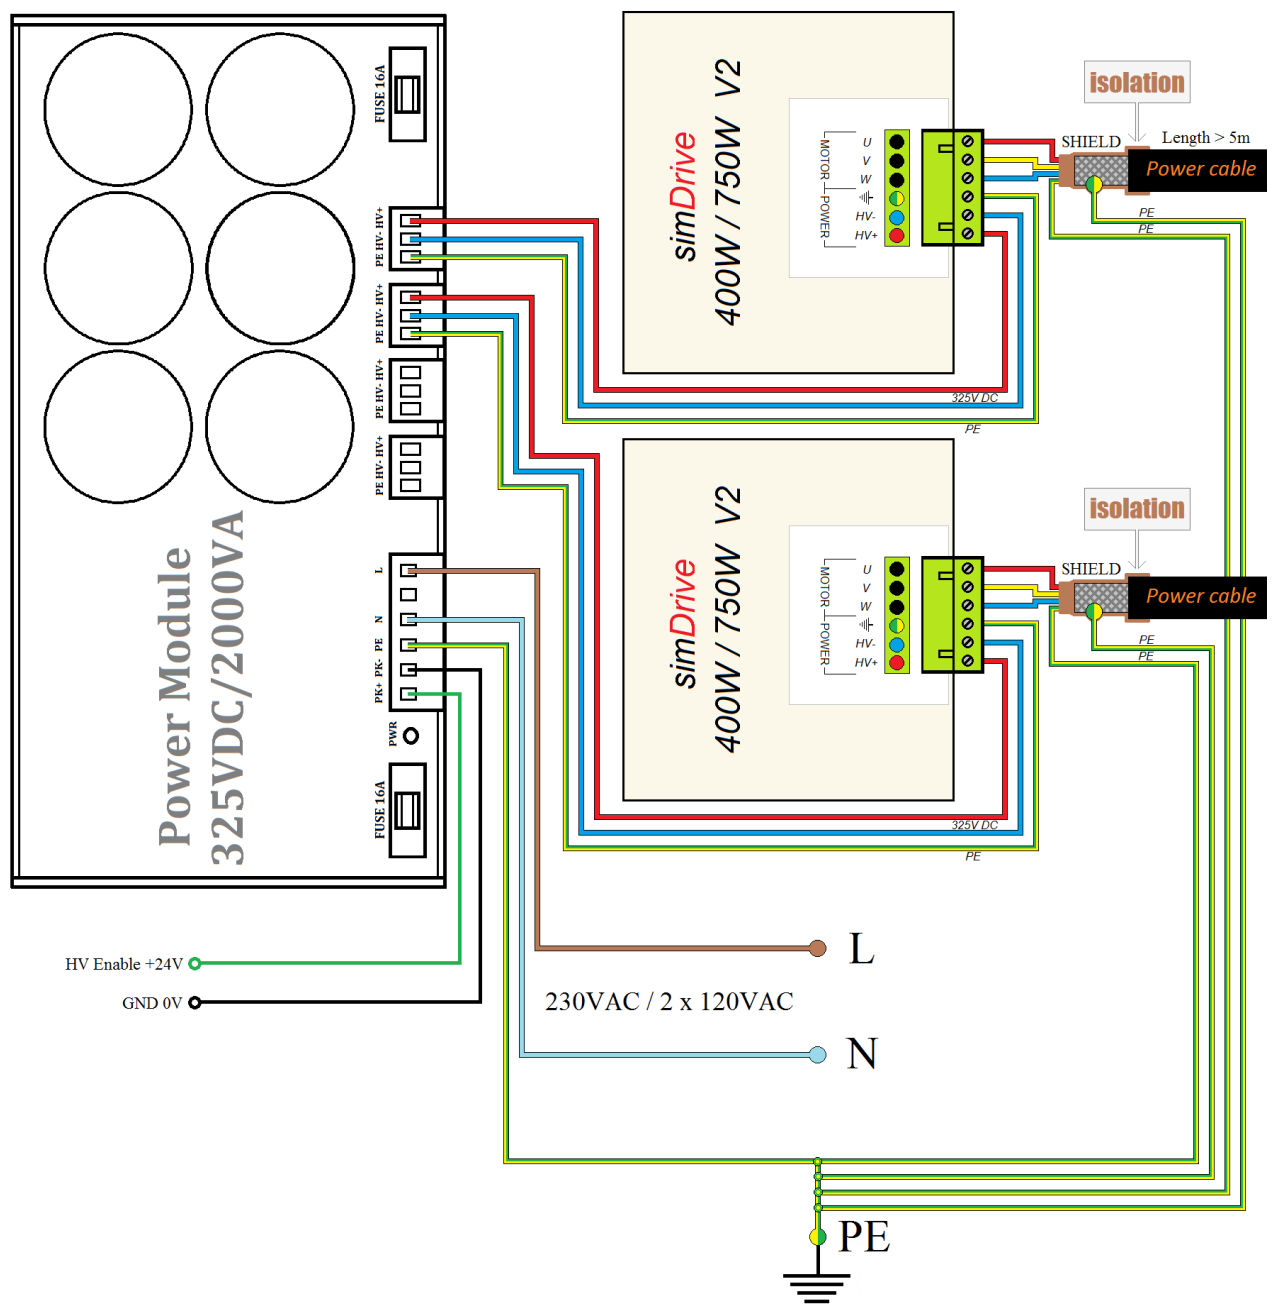 FUSE 16A
PE HV- HV+
PE HV- HV+
PE HV- HV+
PE HV- HV+
L
N
PE
PK-
PK+
PWR
FUSE 16A
Power Module
325VDC/2000VA
HV Enable +24V
GND 0V
simDrive
400W / 750W V2
MOTOR
POWER
U
V
W
HV-
HV+
isolation
SHIELD
Length > 5m
Power cable
PE
PE
325V DC
PE
simDrive
400W / 750W V2
MOTOR
POWER
U
V
W
HV-
HV+
isolation
SHIELD
Power cable
PE
PE
325V DC
PE
L
230VAC / 2 x 120VAC
N
PE